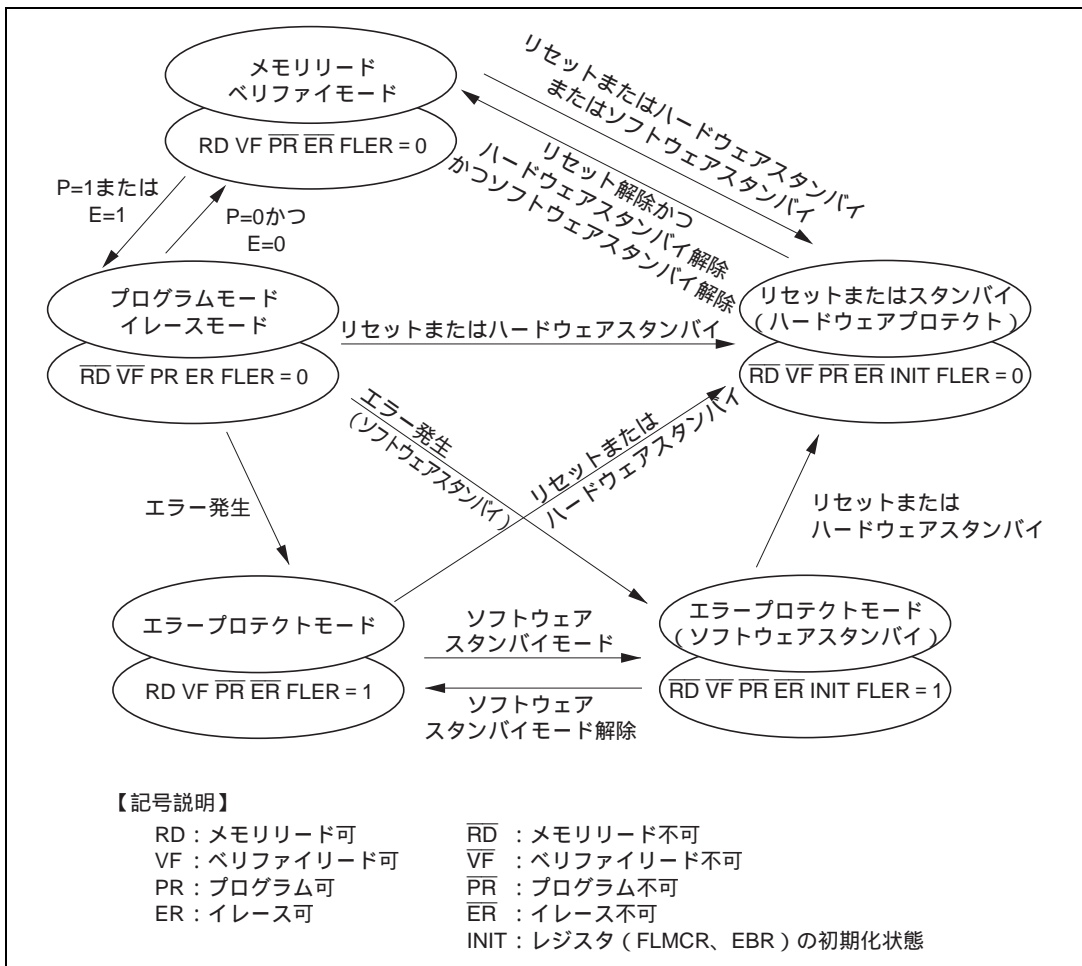 メモリリード
ベリファイモード
RD VF P̅R̅ E̅R̅ FLER = 0
リセットまたはハードウェアスタンバイ
またはソフトウェアスタンバイ
リセット解除かつ
ハードウェアスタンバイ解除
かつソフトウェアスタンバイ解除
P=1または
E=1
P=0かつ
E=0
プログラムモード
イレースモード
R̅D̅ V̅F̅ PR ER FLER = 0
リセットまたはハードウェアスタンバイ
リセットまたはスタンバイ
(ハードウェアプロテクト)
R̅D̅ V̅F̅ P̅R̅ E̅R̅ INIT FLER = 0
エラー発生
(ソフトウェアスタンバイ)
リセットまたは
ハードウェアスタンバイ
エラー発生
リセットまたは
ハードウェアスタンバイ
エラープロテクトモード
RD VF P̅R̅ E̅R̅ FLER = 1
ソフトウェア
スタンバイモード
ソフトウェア
スタンバイモード解除
エラープロテクトモード
(ソフトウェアスタンバイ)
R̅D̅ V̅F̅ P̅R̅ E̅R̅ INIT FLER = 1
【記号説明】
RD:メモリリード可 R̅D̅ :メモリリード不可
VF:ベリファイリード可 V̅F̅ :ベリファイリード不可
PR:プログラム可 P̅R̅ :プログラム不可
ER:イレース可 E̅R̅ :イレース不可
INIT:レジスタ(FLMCR、EBR)の初期化状態